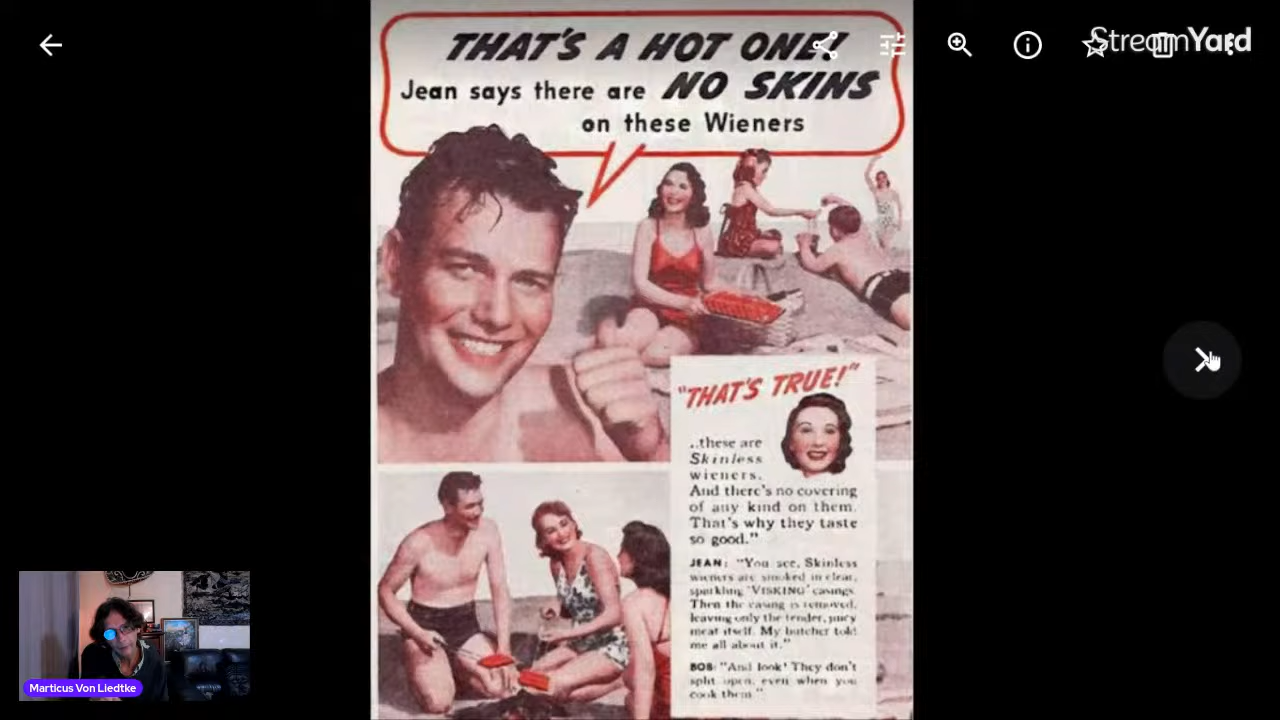 THAT'S A HOT ONE!
Jean says there are NO SKINS
on these Wieners
StreamYard
"THAT'S TRUE!"
..these are
Skinless
wieners.
And there's no covering
of any kind on them.
That's why they taste
so good."
JEAN: "You see, Skinless
wieners are smoked in clear,
sparkling 'VISKING' casings.
Then the casing is removed,
leaving only the tender, juicy
meat itself. My butcher told
me all about it."
BOB: "And look! They don't
split open, even when you
cook them."
Marticus Von Liedtke